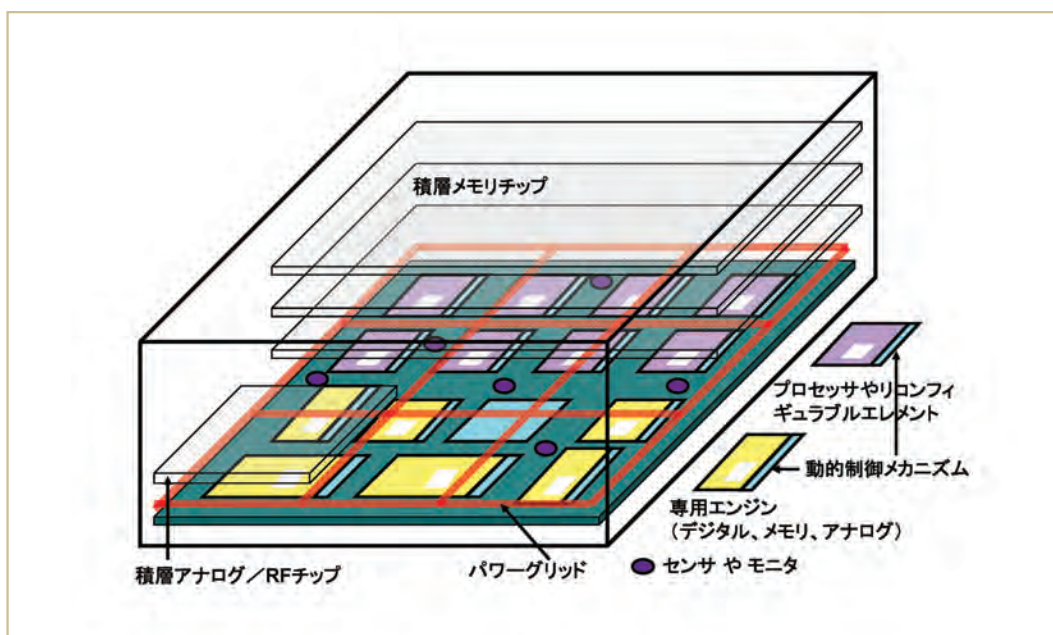 積層メモリチップ
プロセッサやリコンフィ
ギュラブルエレメント
動的制御メカニズム
専用エンジン
（デジタル、メモリ、アナログ）
積層アナログ／RFチップ
パワーグリッド
センサ や モニタ